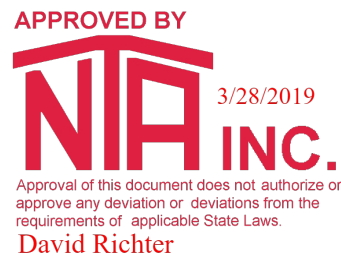 APPROVED BY
NTA INC.
3/28/2019
Approval of this document does not authorize or
approve any deviation or deviations from the
requirements of applicable State Laws.
David Richter